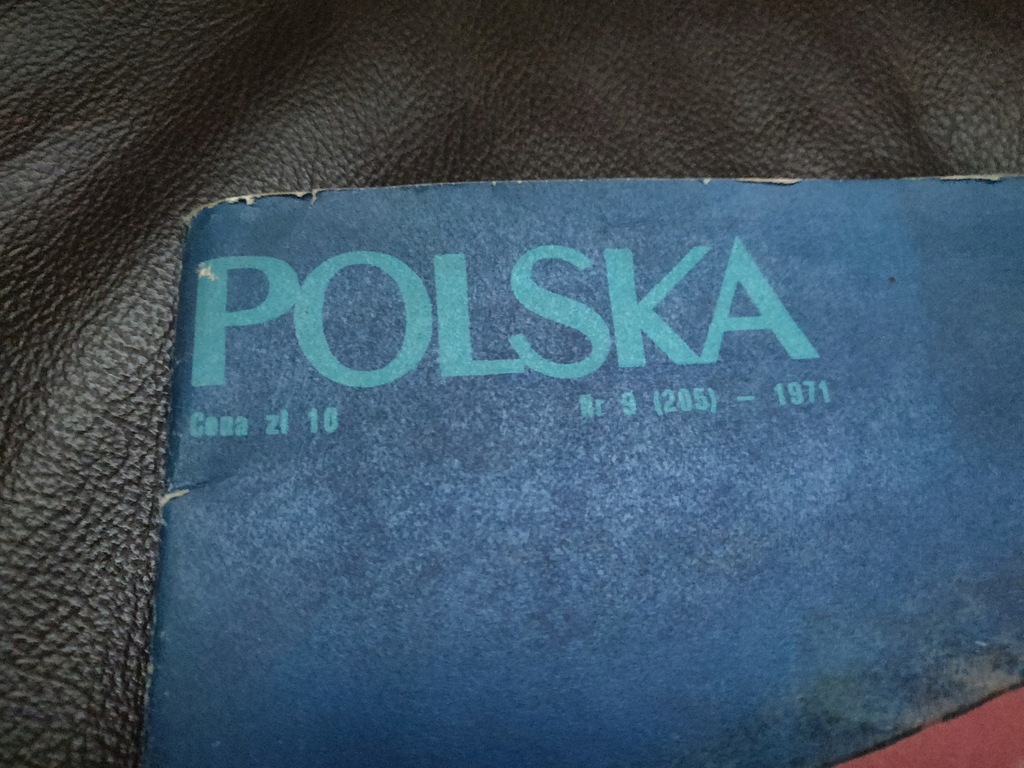 POLSKA
Cena zł 10
Nr 9 (205) — 1971